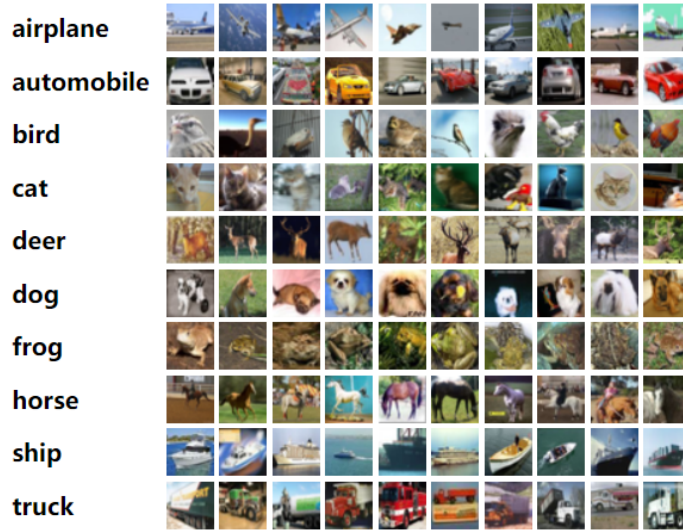 airplane
automobile
bird
cat
deer
dog
frog
horse
ship
truck